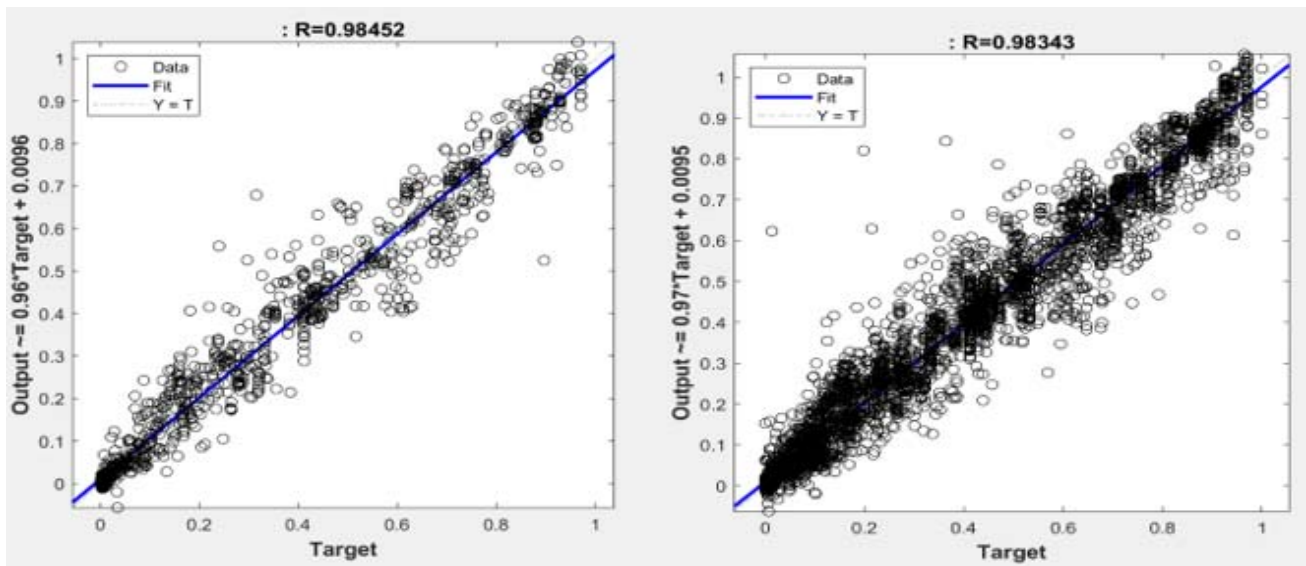 : R=0.98452
Data
Fit
Y = T
Output ~= 0.96*Target + 0.0096
1
0.9
0.8
0.7
0.6
0.5
0.4
0.3
0.2
0.1
0
0 0.2 0.4 0.6 0.8 1
Target
: R=0.98343
Data
Fit
Y = T
Output ~= 0.97*Target + 0.0095
1
0.9
0.8
0.7
0.6
0.5
0.4
0.3
0.2
0.1
0
0 0.2 0.4 0.6 0.8 1
Target